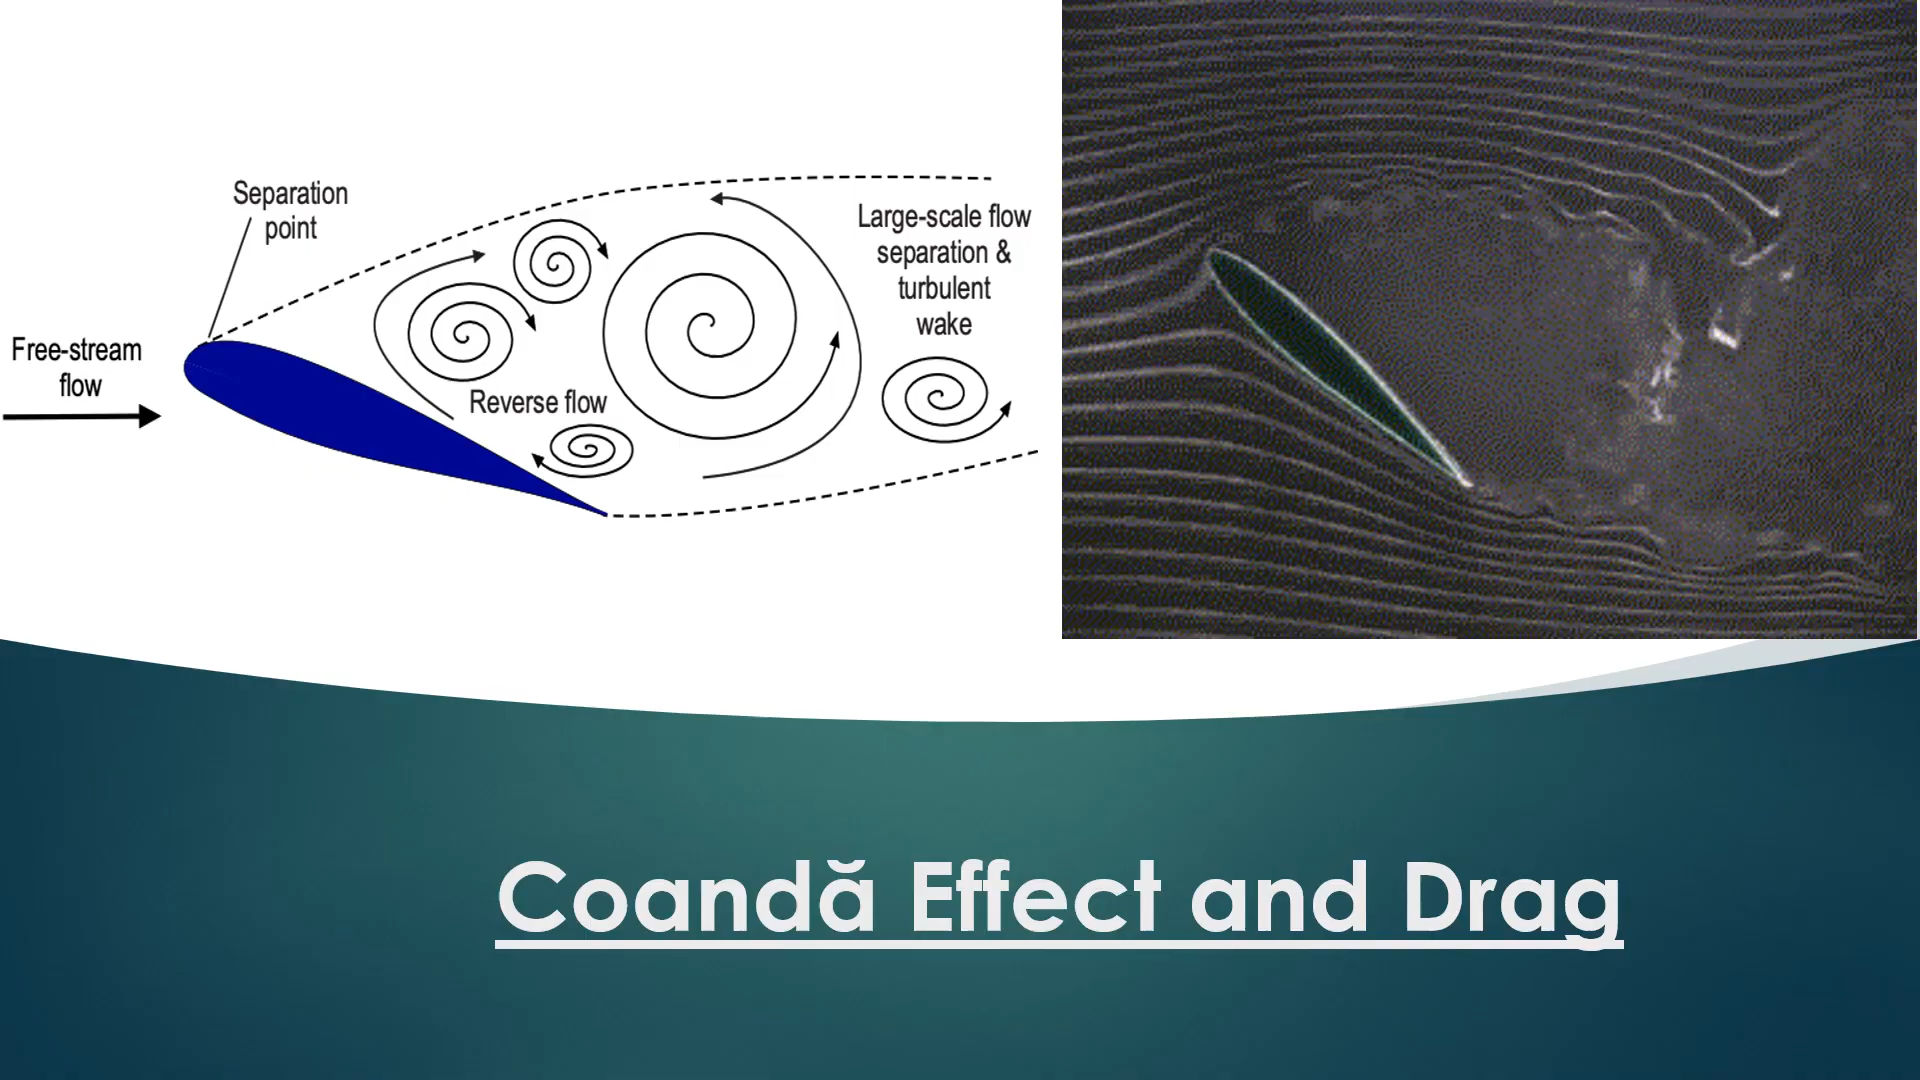 Separation
point
Free-stream
flow
Reverse flow
Large-scale flow
separation &
turbulent
wake
Coandă Effect and Drag